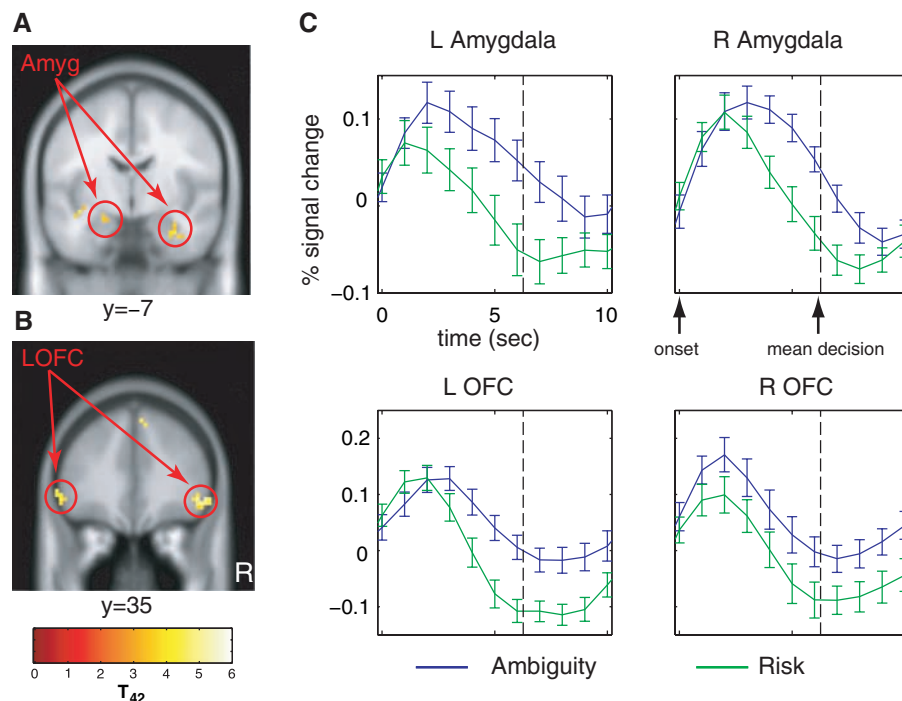 A
Amyg
y=–7
B
LOFC
R
y=35
0 1 2 3 4 5 6
T42
C
L Amygdala
R Amygdala
% signal change
0.1
0
–0.1
0 5 10
time (sec)
onset
mean decision
L OFC
R OFC
0.2
0.1
0
–0.1
Ambiguity
Risk